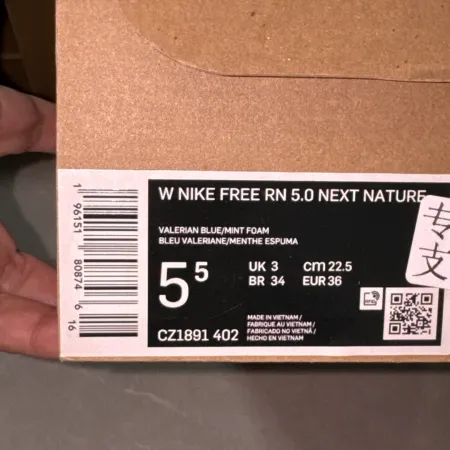 W NIKE FREE RN 5.0 NEXT NATURE
VALERIAN BLUE/MINT FOAM
BLEU VALERIANE/MENTHE ESPUMA
5⁵
UK 3 cm 22.5
BR 34 EUR 36
MADE IN VIETNAM/
FABRIQUE AU VIETNAM/
FABRICADO NO VIETNÃ/
HECHO EN VIETNAM
CZ1891 402
1 96151 80874 6 16
专
支